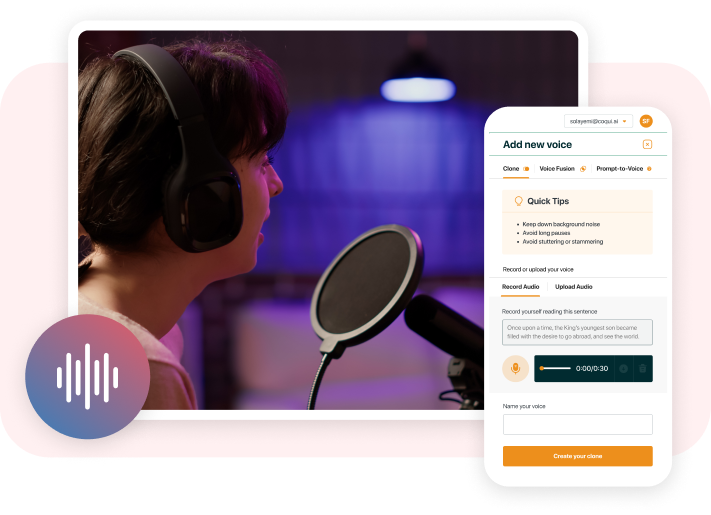 solayemi@coqui.ai
SF
Add new voice
Clone
Voice Fusion
Prompt-to-Voice
Quick Tips
Keep down background noise
Avoid long pauses
Avoid stuttering or stammering
Record or upload your voice
Record Audio
Upload Audio
Record yourself reading this sentence
Once upon a time, the King's youngest son became
filled with the desire to go abroad, and see the world.
0:00/0:30
Name your voice
Create your clone